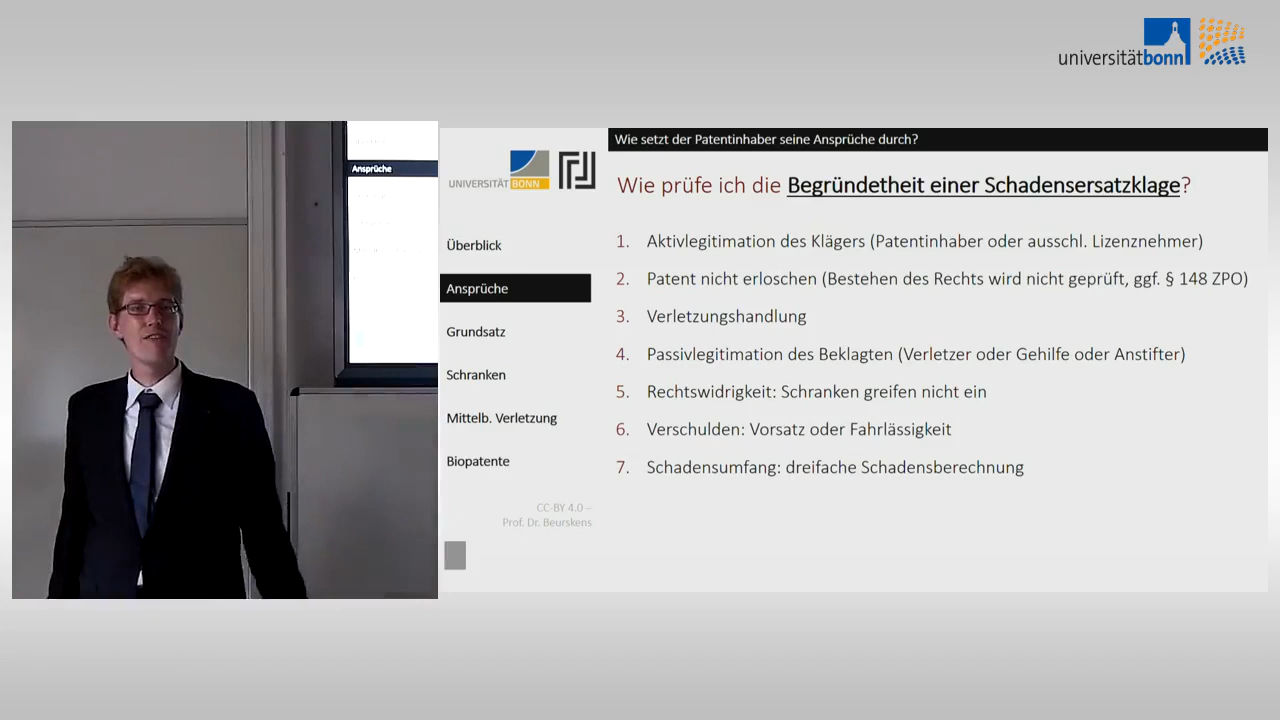 universitätbonn
Ansprüche
UNIVERSITÄT BONN
Überblick
Ansprüche
Grundsatz
Schranken
Mittelb. Verletzung
Biopatente
CC-BY 4.0 –
Prof. Dr. Beurskens
Wie setzt der Patentinhaber seine Ansprüche durch?
Wie prüfe ich die Begründetheit einer Schadensersatzklage?
1. Aktivlegitimation des Klägers (Patentinhaber oder ausschl. Lizenznehmer)
2. Patent nicht erloschen (Bestehen des Rechts wird nicht geprüft, ggf. § 148 ZPO)
3. Verletzungshandlung
4. Passivlegitimation des Beklagten (Verletzer oder Gehilfe oder Anstifter)
5. Rechtswidrigkeit: Schranken greifen nicht ein
6. Verschulden: Vorsatz oder Fahrlässigkeit
7. Schadensumfang: dreifache Schadensberechnung